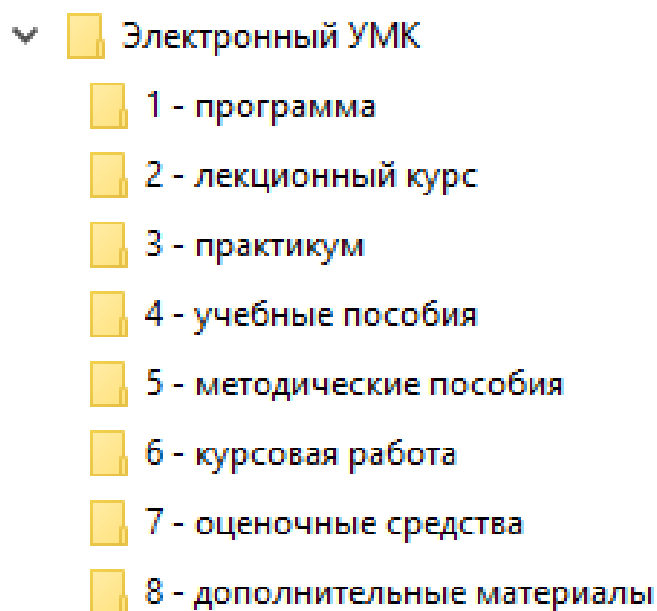 Электронный УМК
1 - программа
2 - лекционный курс
3 - практикум
4 - учебные пособия
5 - методические пособия
6 - курсовая работа
7 - оценочные средства
8 - дополнительные материалы